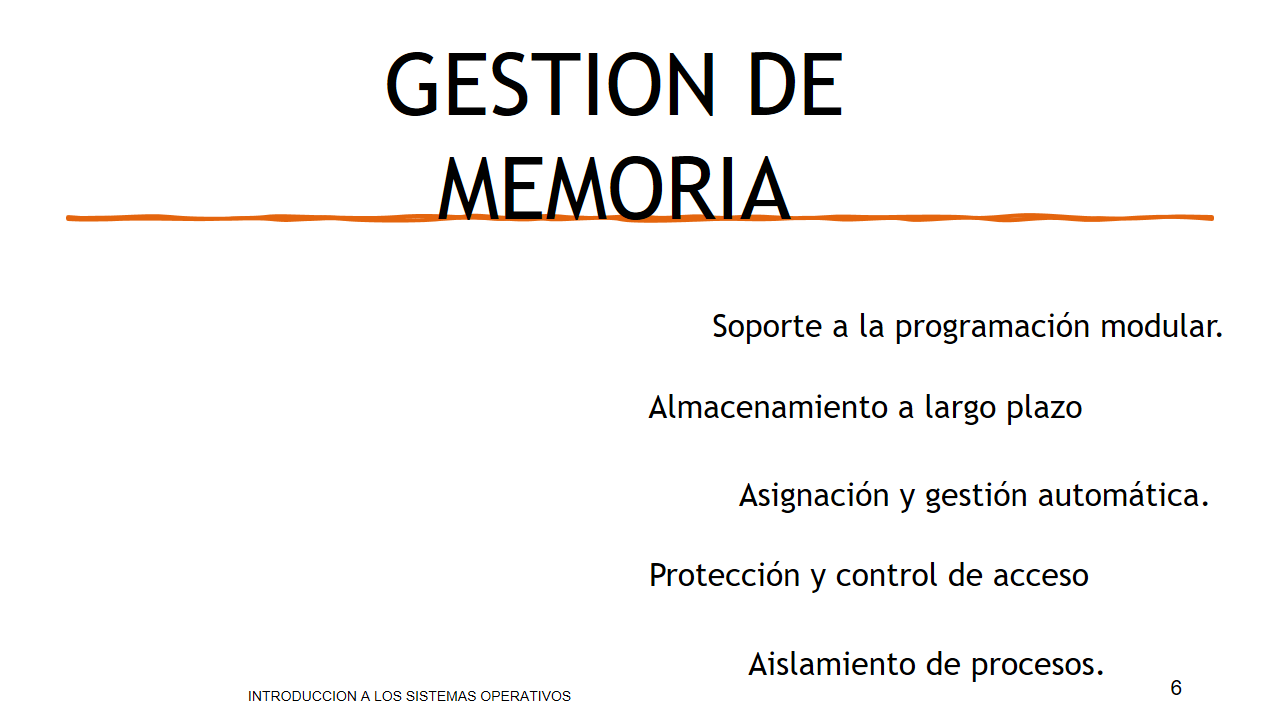 GESTION DE
MEMORIA
Soporte a la programación modular.
Almacenamiento a largo plazo
Asignación y gestión automática.
Protección y control de acceso
Aislamiento de procesos.
INTRODUCCION A LOS SISTEMAS OPERATIVOS
6